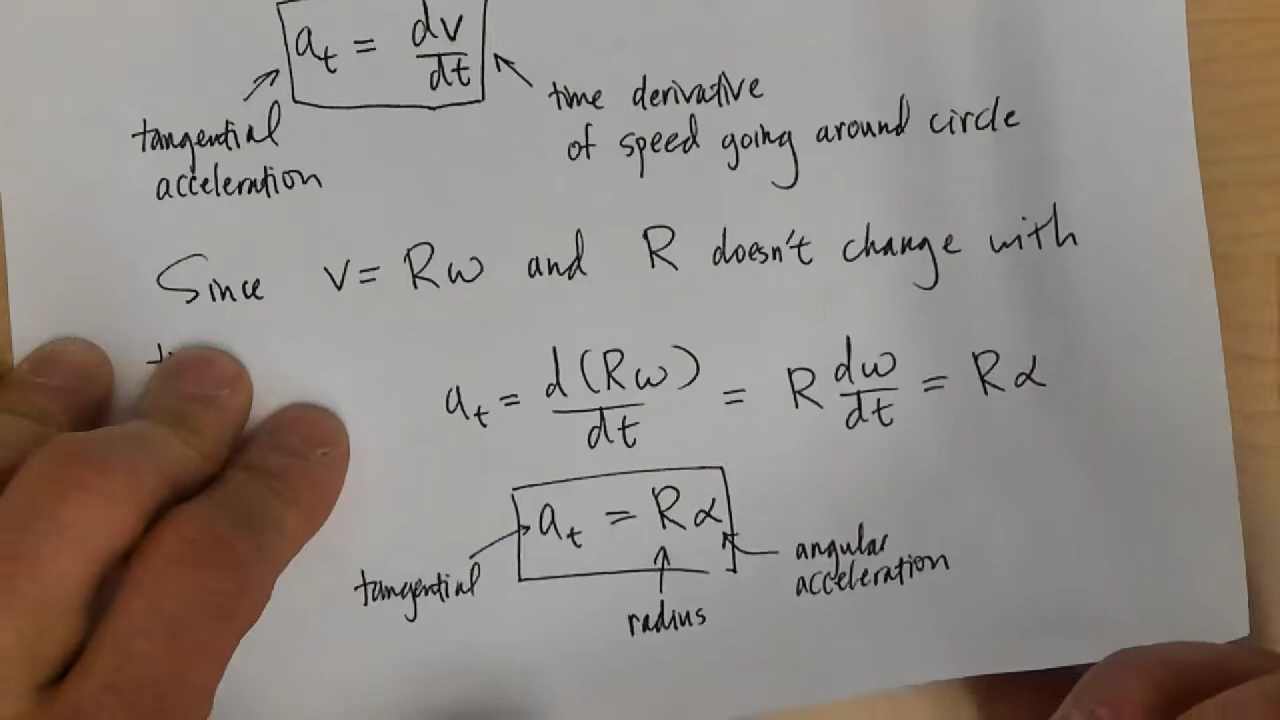 a_t = dv/dt
time derivative
of speed going around circle
tangential
acceleration
Since v = Rω and R doesn't change with
a_t = d(Rω)/dt = R dω/dt = Rα
a_t = Rα
tangential
radius
angular
acceleration